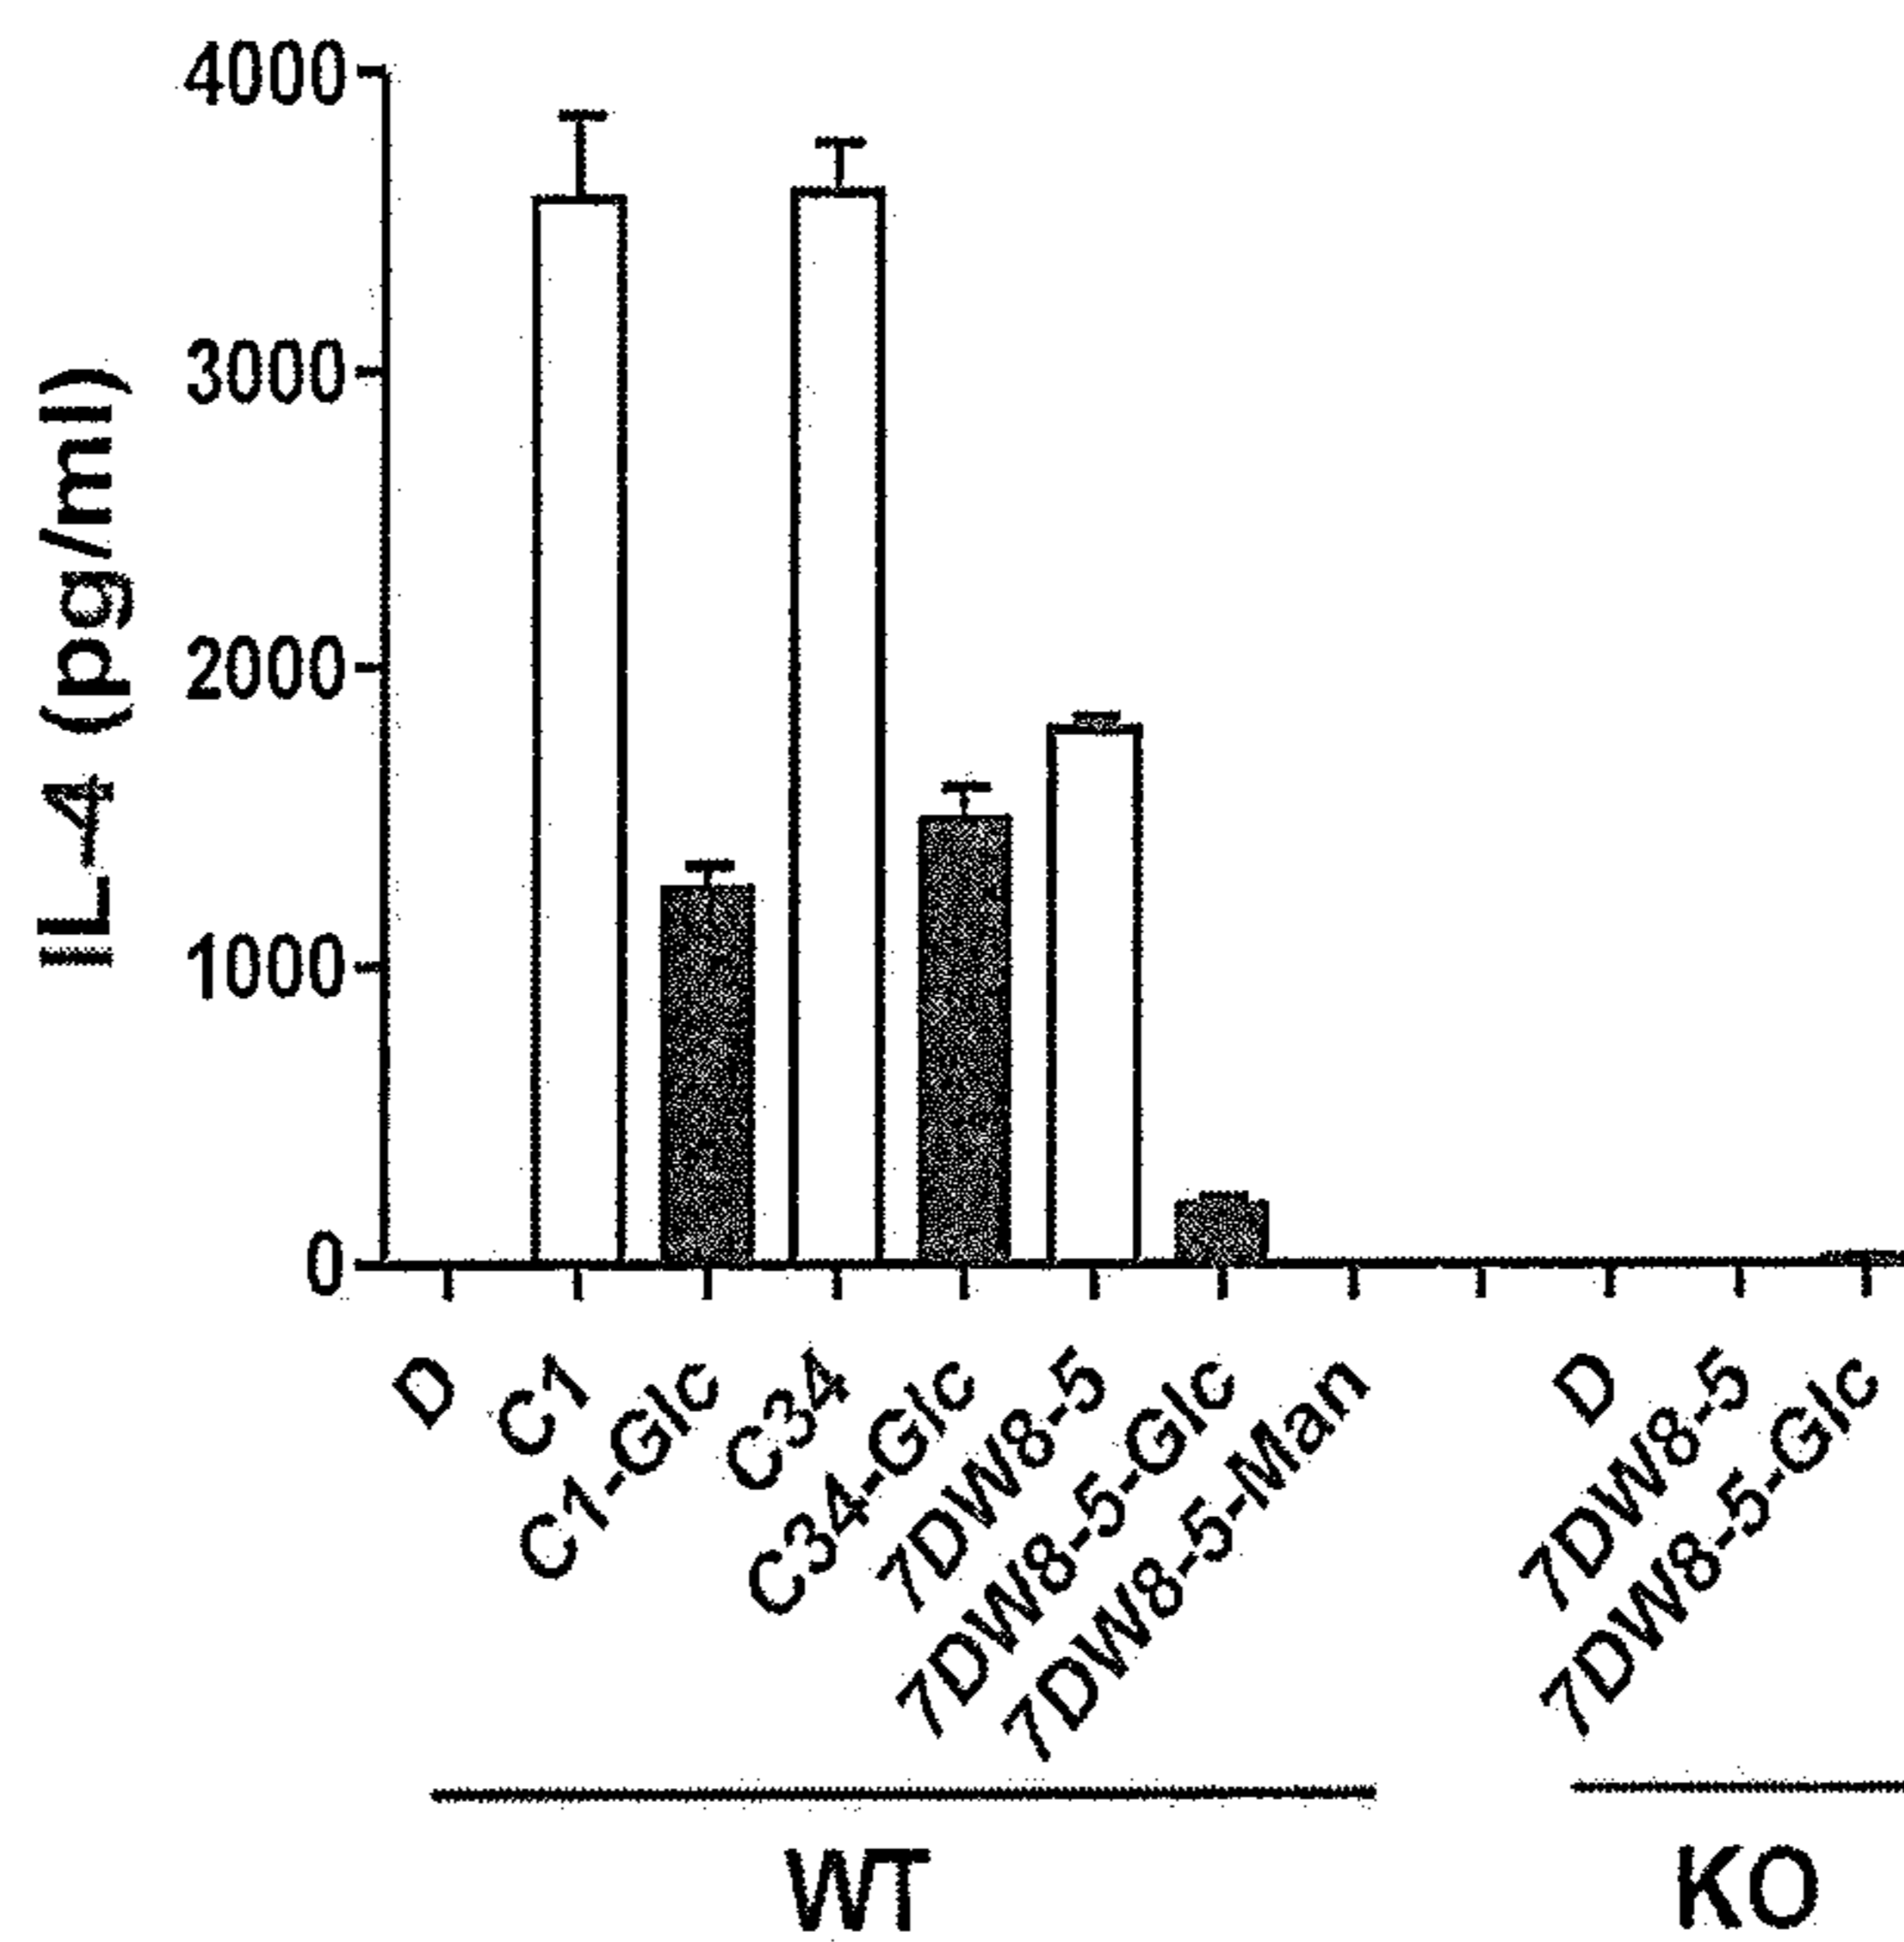 IL-4 (pg/ml)
4000
3000
2000
1000
0
D
C1
C1-Glc
C34
C34-Glc
7DW8-5
7DW8-5-Glc
7DW8-5-Man
D
7DW8-5
7DW8-5-Glc
WT
KO